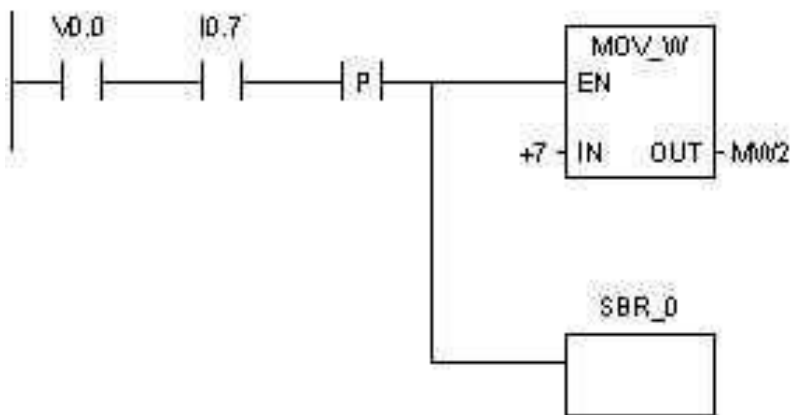 V0.0 I0.7
P
MOV_W
EN
+7 IN OUT MW2
SBR_0